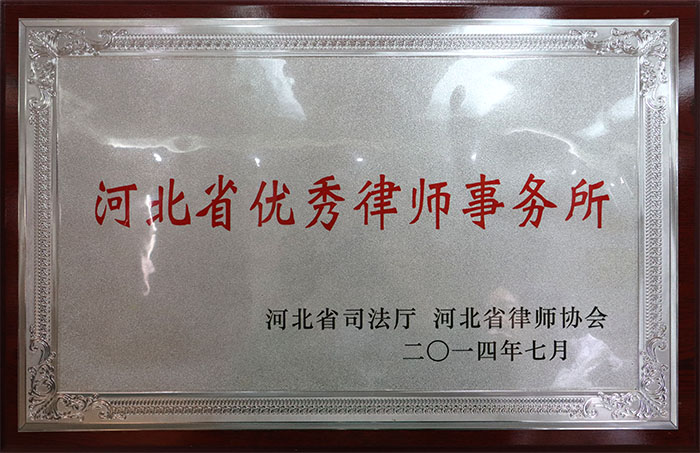 河北省优秀律师事务所
河北省司法厅 河北省律师协会
二〇一四年七月